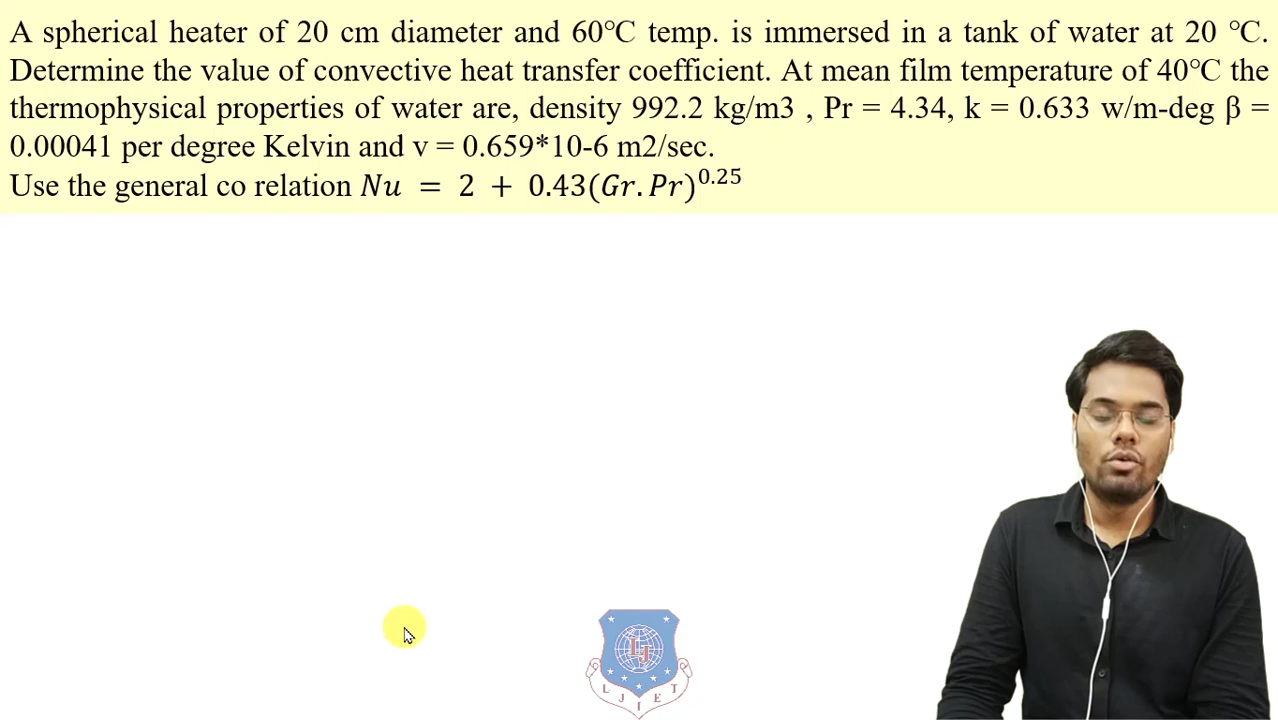 A spherical heater of 20 cm diameter and 60°C temp. is immersed in a tank of water at 20 °C.
Determine the value of convective heat transfer coefficient. At mean film temperature of 40°C the
thermophysical properties of water are, density 992.2 kg/m3 , Pr = 4.34, k = 0.633 w/m-deg β =
0.00041 per degree Kelvin and v = 0.659*10-6 m2/sec.
Use the general co relation Nu = 2 + 0.43(Gr.Pr)^0.25
LJ
L J I E T